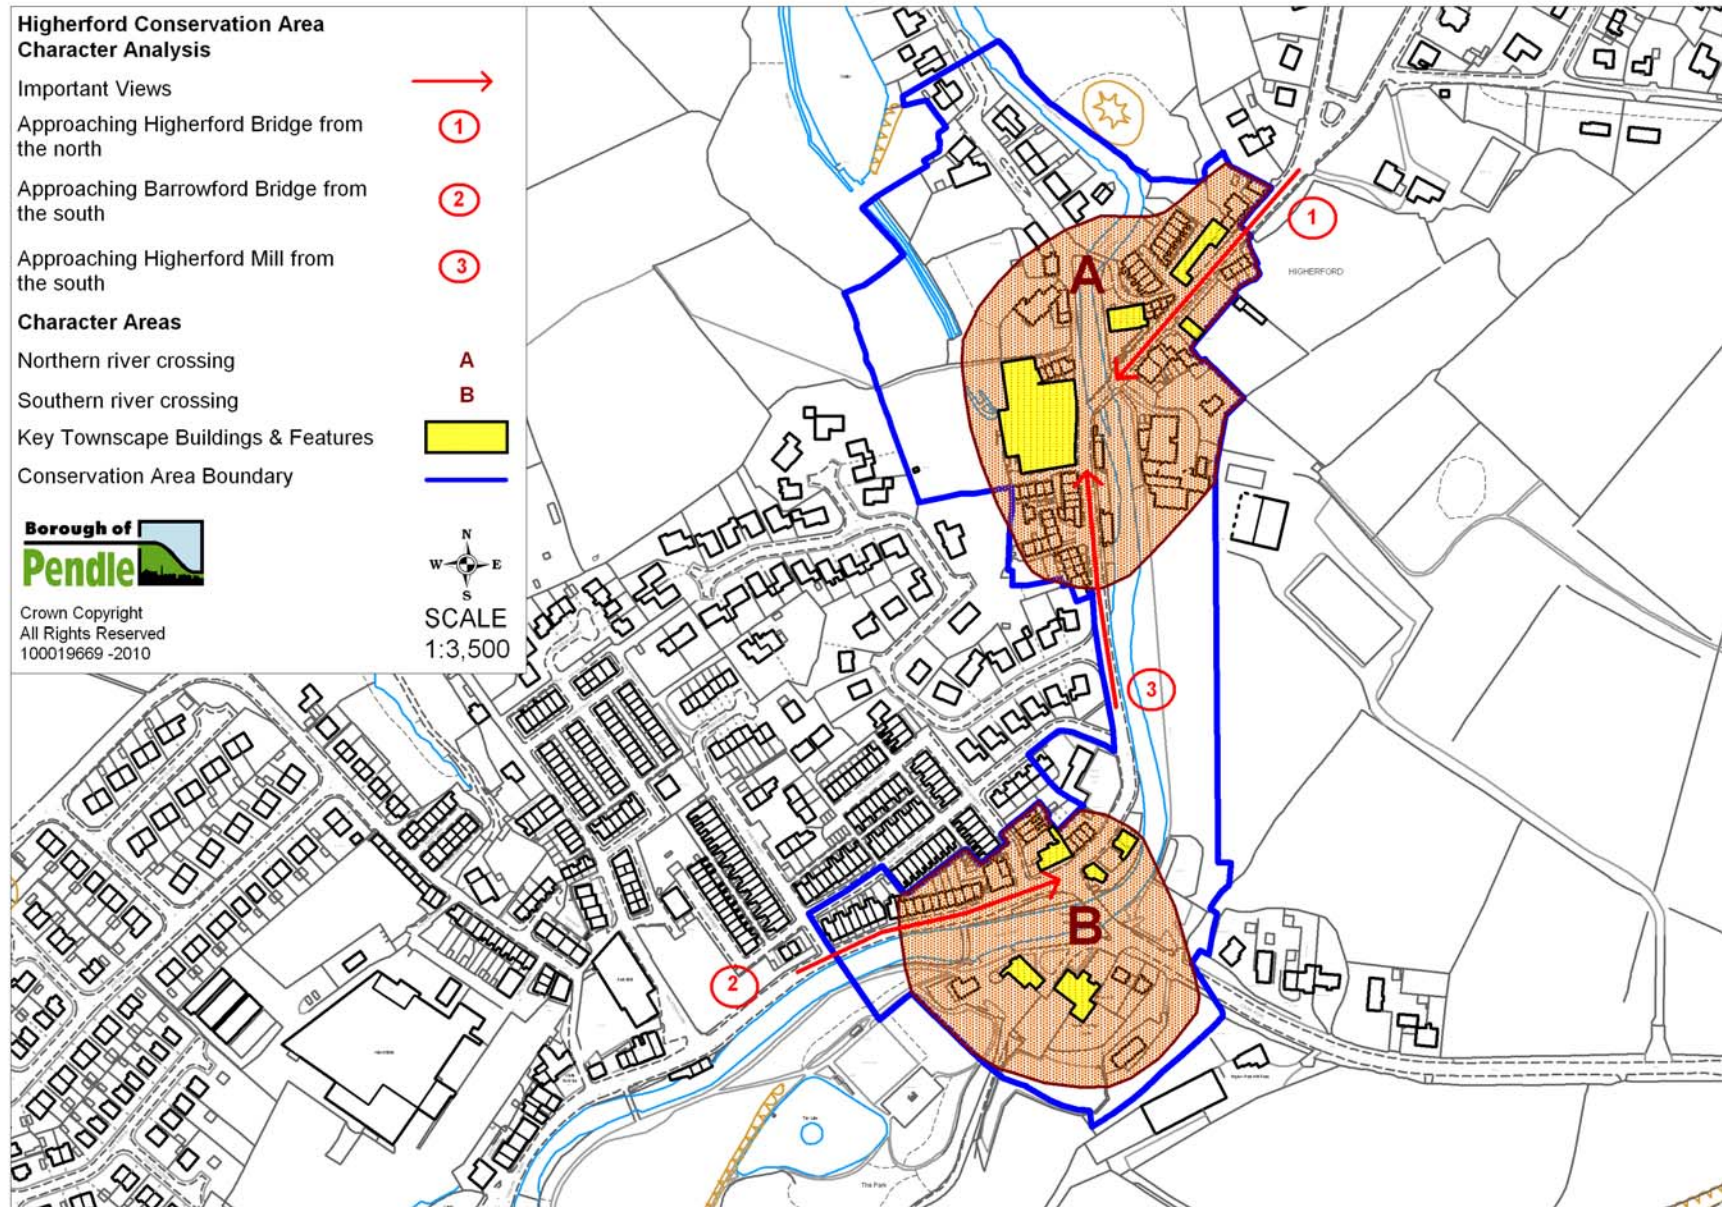 Higherford Conservation Area
Character Analysis
Important Views
Approaching Higherford Bridge from
the north
1
Approaching Barrowford Bridge from
the south
2
Approaching Higherford Mill from
the south
3
Character Areas
Northern river crossing
A
Southern river crossing
B
Key Townscape Buildings & Features
Conservation Area Boundary
Borough of
Pendle
N
W E
S
Crown Copyright
All Rights Reserved
100019669 -2010
SCALE
1:3,500
1
HIGHERFORD
A
3
B
2
The Park